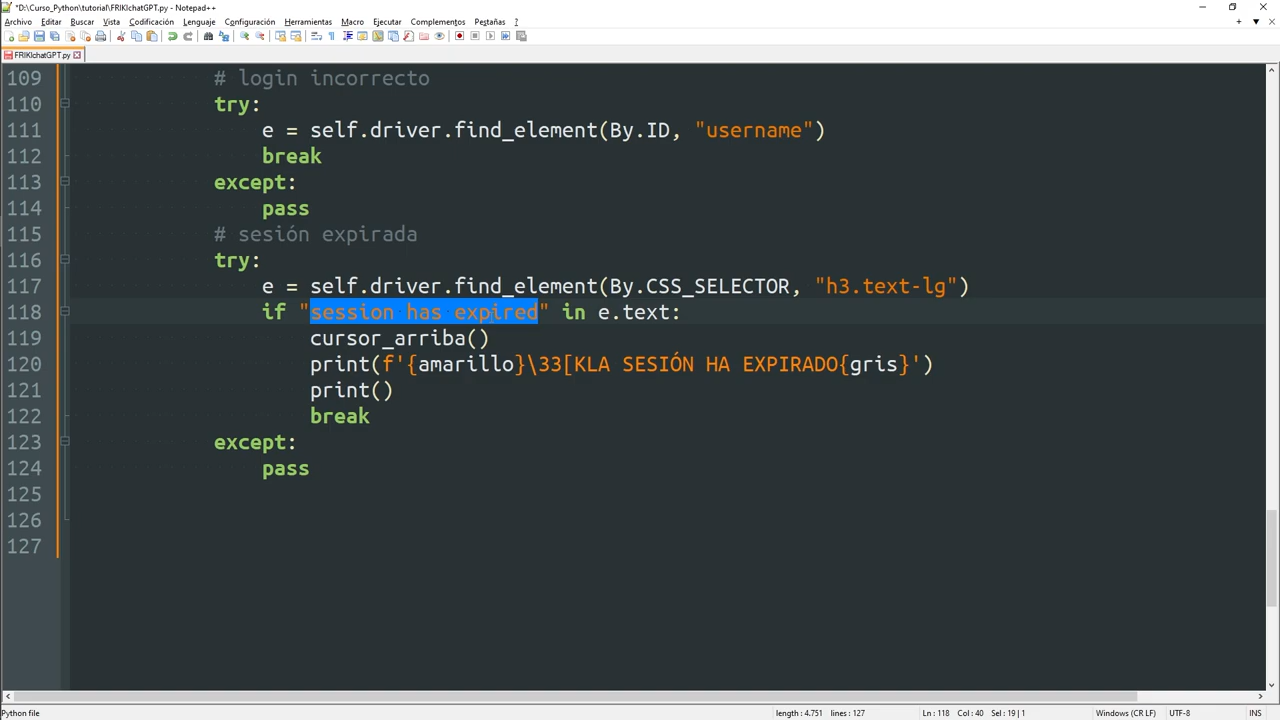 *D:\Curso_Python\tutorial\FRIKIchatGPT.py - Notepad++
Archivo Editar Buscar Vista Codificación Lenguaje Configuración Herramientas Macro Ejecutar Complementos Pestañas ?
FRIKIchatGPT.py
109 # login incorrecto
110 try:
111 e = self.driver.find_element(By.ID, "username")
112 break
113 except:
114 pass
115 # sesión expirada
116 try:
117 e = self.driver.find_element(By.CSS_SELECTOR, "h3.text-lg")
118 if "session has expired" in e.text:
119 cursor_arriba()
120 print(f'{amarillo}\33[KLA SESIÓN HA EXPIRADO{gris}')
121 print()
122 break
123 except:
124 pass
125
126
127
Python file length : 4.751 lines : 127 Ln : 118 Col : 40 Sel : 19 | 1 Windows (CR LF) UTF-8 INS